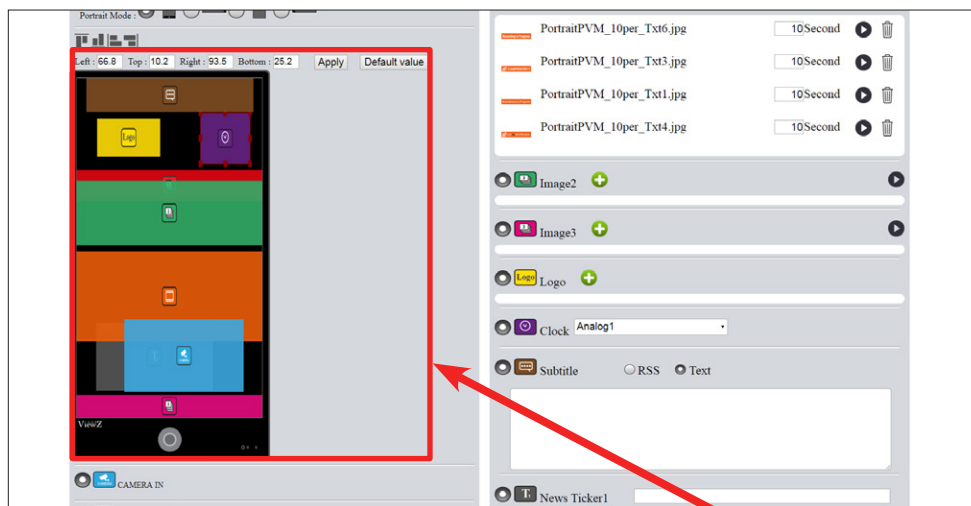 Portrait Mode :
Left : 66.8 Top : 10.2 Right : 93.5 Bottom : 25.2 Apply Default value
Logo
T
CAMERA
ViewZ
CAMERA IN
PortraitPVM_10per_Txt6.jpg 10 Second
PortraitPVM_10per_Txt3.jpg 10 Second
PortraitPVM_10per_Txt1.jpg 10 Second
PortraitPVM_10per_Txt4.jpg 10 Second
Image2
Image3
Logo Logo
Clock Analog1
Subtitle RSS Text
T News Ticker1